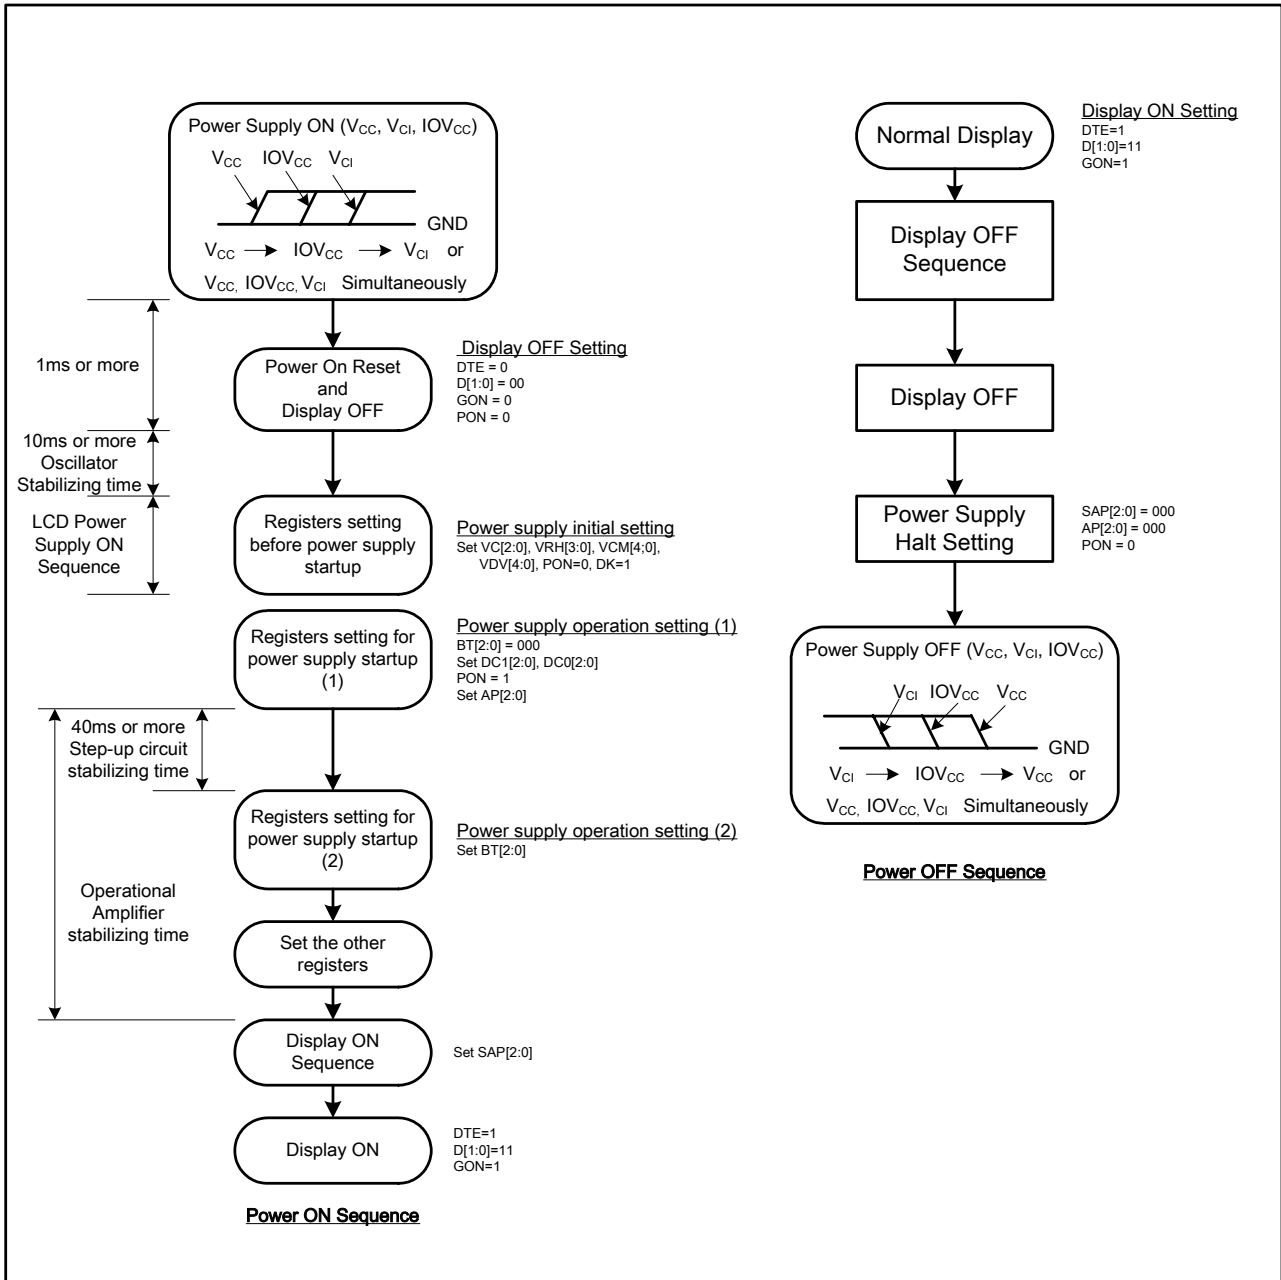 Power Supply ON (VCC, VCI, IOVCC)
VCC IOVCC VCI
GND
VCC IOVCC VCI or
VCC, IOVCC, VCI Simultaneously
1ms or more
Power On Reset
and
Display OFF
Display OFF Setting
DTE = 0
D[1:0] = 00
GON = 0
PON = 0
10ms or more
Oscillator
Stabilizing time
LCD Power
Supply ON
Sequence
Registers setting
before power supply
startup
Power supply initial setting
Set VC[2:0], VRH[3:0], VCM[4;0],
VDV[4:0], PON=0, DK=1
Registers setting for
power supply startup
(1)
Power supply operation setting (1)
BT[2:0] = 000
Set DC1[2:0], DC0[2:0]
PON = 1
Set AP[2:0]
40ms or more
Step-up circuit
stabilizing time
Registers setting for
power supply startup
(2)
Power supply operation setting (2)
Set BT[2:0]
Operational
Amplifier
stabilizing time
Set the other
registers
Display ON
Sequence
Set SAP[2:0]
Display ON
DTE=1
D[1:0]=11
GON=1
Power ON Sequence
Normal Display
Display ON Setting
DTE=1
D[1:0]=11
GON=1
Display OFF
Sequence
Display OFF
Power Supply
Halt Setting
SAP[2:0] = 000
AP[2:0] = 000
PON = 0
Power Supply OFF (VCC, VCI, IOVCC)
VCI IOVCC VCC
GND
VCI IOVCC VCC or
VCC, IOVCC, VCI Simultaneously
Power OFF Sequence